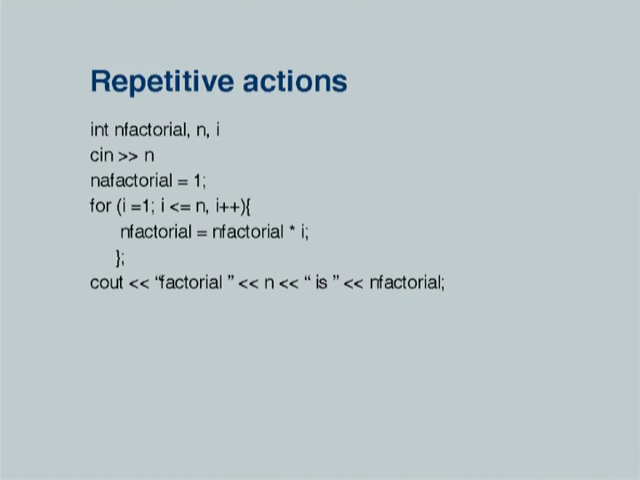 Repetitive actions
int nfactorial, n, i
cin >> n
nafactorial = 1;
for (i =1; i <= n, i++){
nfactorial = nfactorial * i;
};
cout << “factorial ” << n << “ is ” << nfactorial;